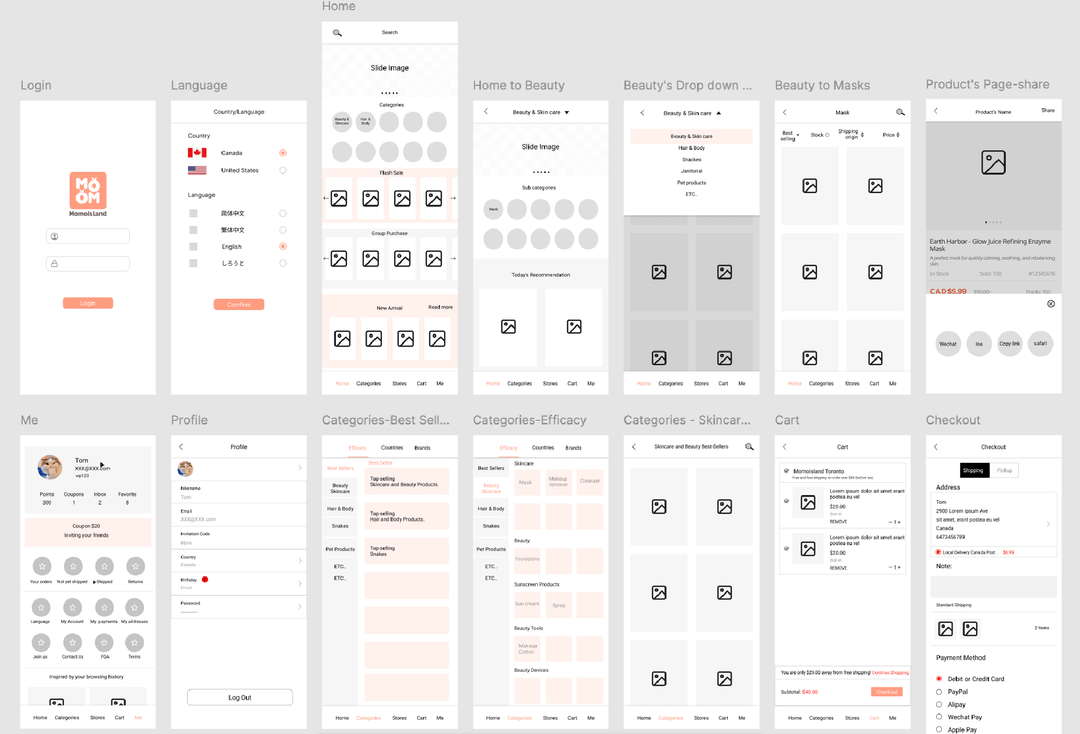 Home
Search
Slide Image
Categories
Beauty & Skincare
Hair & Body
Flash Sale
Group Purchase
New Arrival
Read more
Home Categories Stores Cart Me
Login
MOOM
MomoIsland
Login
Language
Country/Language
Country
Canada
United States
Language
简体中文
繁体中文
English
しろうと
Comfirm
Home to Beauty
Beauty & Skin care
Slide Image
Sub categories
Mask
Today's Recommendation
Home Categories Stores Cart Me
Beauty's Drop down ...
Beauty & Skin care
Beauty & Skin care
Hair & Body
Snackes
Janitorial
Pet products
ETC..
Home Categories Stores Cart Me
Beauty to Masks
Mask
Best selling
Stock
Shipping origin
Price
Home Categories Stores Cart Me
Product's Page-share
Product's Name
Share
Earth Harbor - Glow Juice Refining Enzyme
Mask
A perfect mask for quickly calming, soothing, and rebalancing
skin.
In Stock
Sold: 100
#12345678
CAD$5.99
Points: 100
Wechat
Ins
Copy link
safari
Me
Tom
XXX@XXX.com
vip123
Points
Coupons
Inbox
Favorite
200
1
2
8
Coupon $20
Inviting your friends
Your orders
Not yet shipped
Shipped
Returns
Language
My Account
My payments
My addresses
Join us
Contact Us
FQA
Terms
Inspired by your browsing history
Home Categories Stores Cart Me
Profile
Profile
Nickname
Tom
Email
XXX@XXX.com
Invitation Code
Country
Canada
Birthday
Password
Log Out
Categories-Best Sell...
Efficacy
Countries
Brands
Best Sellers
Beauty
Skincare
Hair & Body
Snakes
Pet Products
ETC..
ETC..
Best Seller
Top-selling
Skincare and Beauty Products.
Top-selling
Hair and Body Products.
Top-selling
Snakes
Home Categories Stores Cart Me
Categories-Efficacy
Efficacy
Countries
Brands
Best Sellers
Beauty
Skincare
Hair & Body
Snakes
Pet Products
ETC..
ETC..
Skincare
Mask
Makeup remover
Cleanser
Beauty
Foundations
Sunscreen Products
Sun cream
Spray
Beauty Tools
Makeup Cotton
Beauty Devices
Home Categories Stores Cart Me
Categories - Skincar...
Skincare and Beauty Best-Sellers
Home Categories Stores Cart Me
Cart
Cart
MomoIsland Toronto
Lorem ipsum dolor sit amet erant
postea eu vel
$20.00
REMOVE
1
Lorem ipsum dolor sit amet erant
postea eu vel
$20.00
REMOVE
1
You are only $29.00 away from free shipping! Continue Shopping
Subtotal: $40.00
Checkout
Home Categories Stores Cart Me
Checkout
Checkout
Shipping
Pickup
Address
Tom
2900 Lorem ipsum Ave
sit amet, erant postea eu vel
Canada
6473456789
Local Delivery Canada Post . $6.99
Note:
Standard Shipping
2 items
Payment Method
Debit or Credit Card
PayPal
Alipay
Wechat Pay
Apple Pay